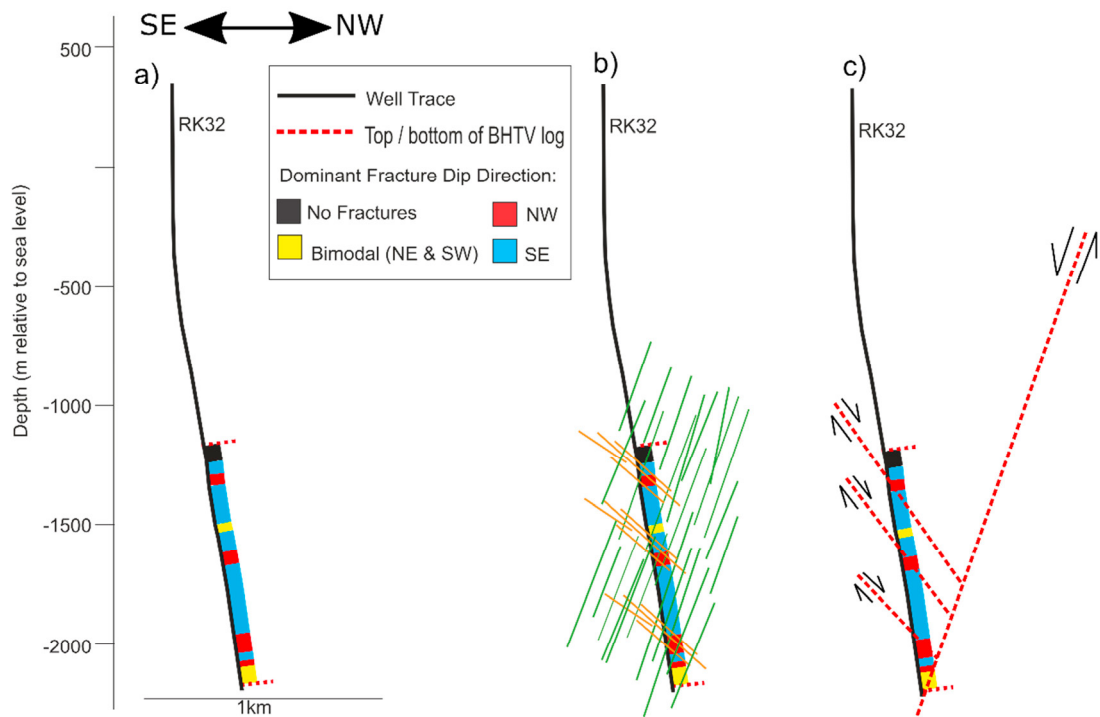 SE NW
500
a)
b)
c)
Well Trace
Top / bottom of BHTV log
Dominant Fracture Dip Direction:
No Fractures
NW
Bimodal (NE & SW)
SE
RK32
RK32
RK32
Depth (m relative to sea level)
-500
-1000
-1500
-2000
1km